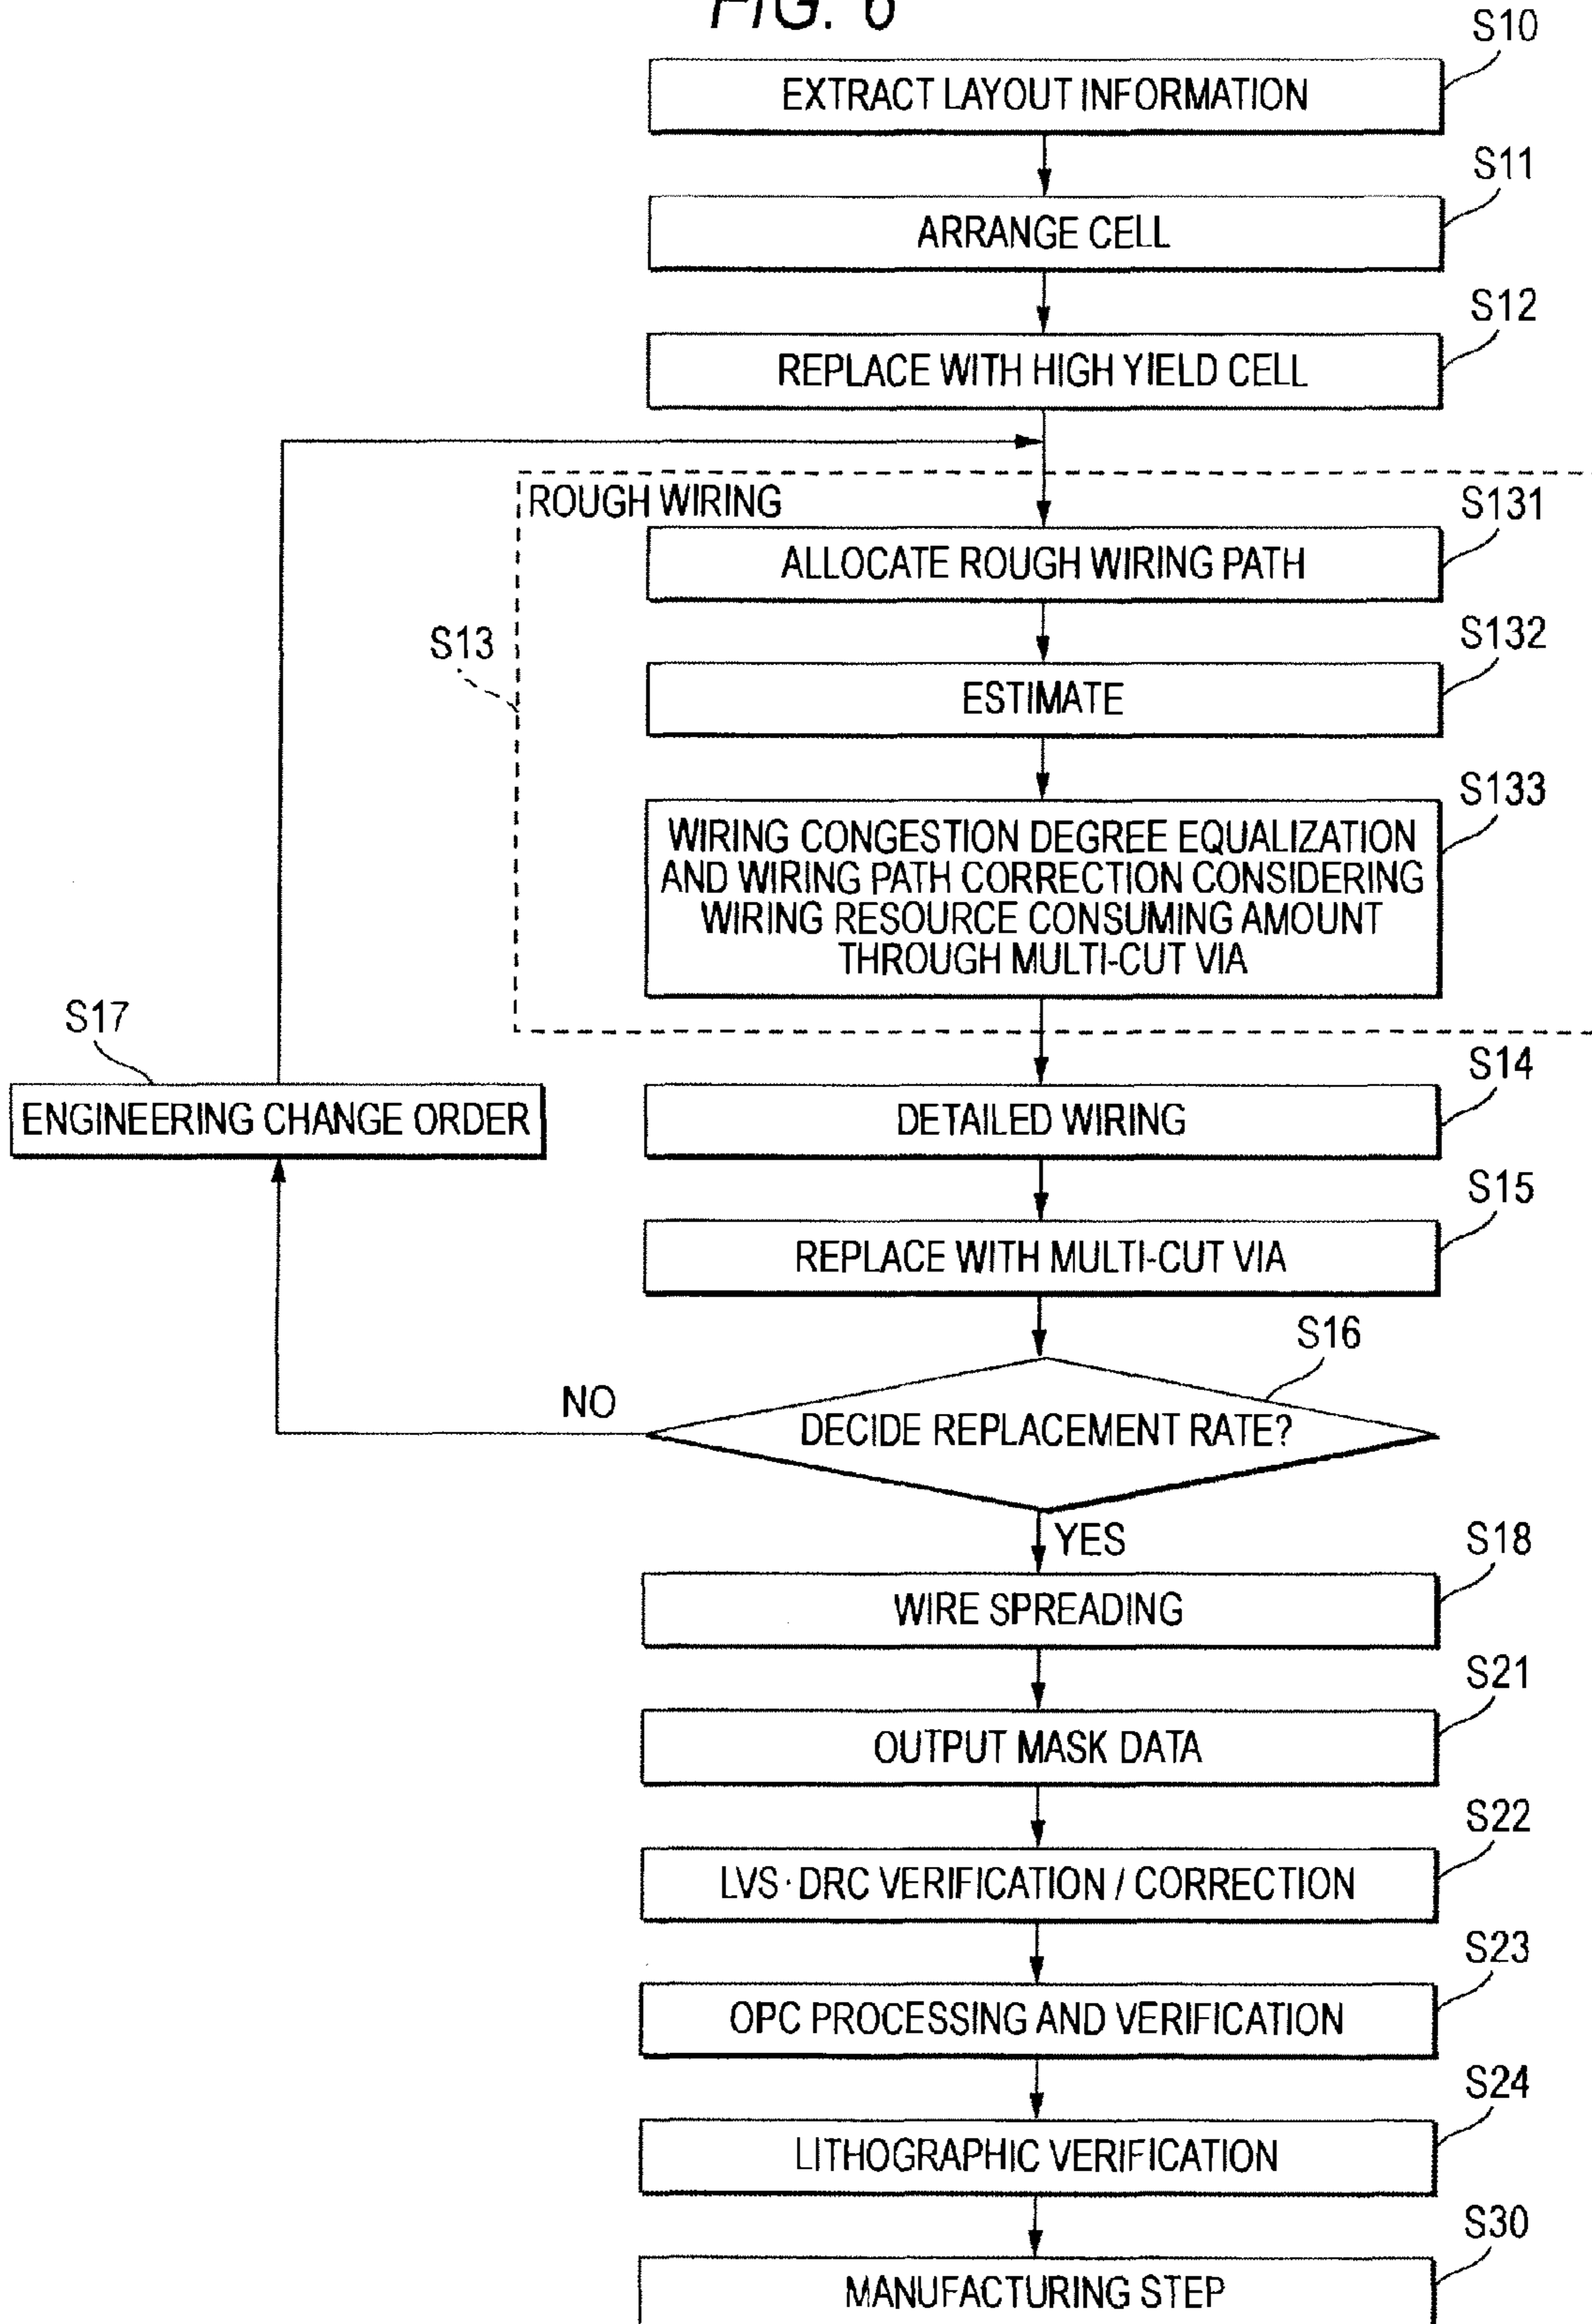 FIG. 6
S10
EXTRACT LAYOUT INFORMATION
S11
ARRANGE CELL
S12
REPLACE WITH HIGH YIELD CELL
ROUGH WIRING
S131
ALLOCATE ROUGH WIRING PATH
S13
S132
ESTIMATE
S133
WIRING CONGESTION DEGREE EQUALIZATION
AND WIRING PATH CORRECTION CONSIDERING
WIRING RESOURCE CONSUMING AMOUNT
THROUGH MULTI-CUT VIA
S17
ENGINEERING CHANGE ORDER
S14
DETAILED WIRING
S15
REPLACE WITH MULTI-CUT VIA
S16
NO
DECIDE REPLACEMENT RATE?
YES
S18
WIRE SPREADING
S21
OUTPUT MASK DATA
S22
LVS·DRC VERIFICATION / CORRECTION
S23
OPC PROCESSING AND VERIFICATION
S24
LITHOGRAPHIC VERIFICATION
S30
MANUFACTURING STEP